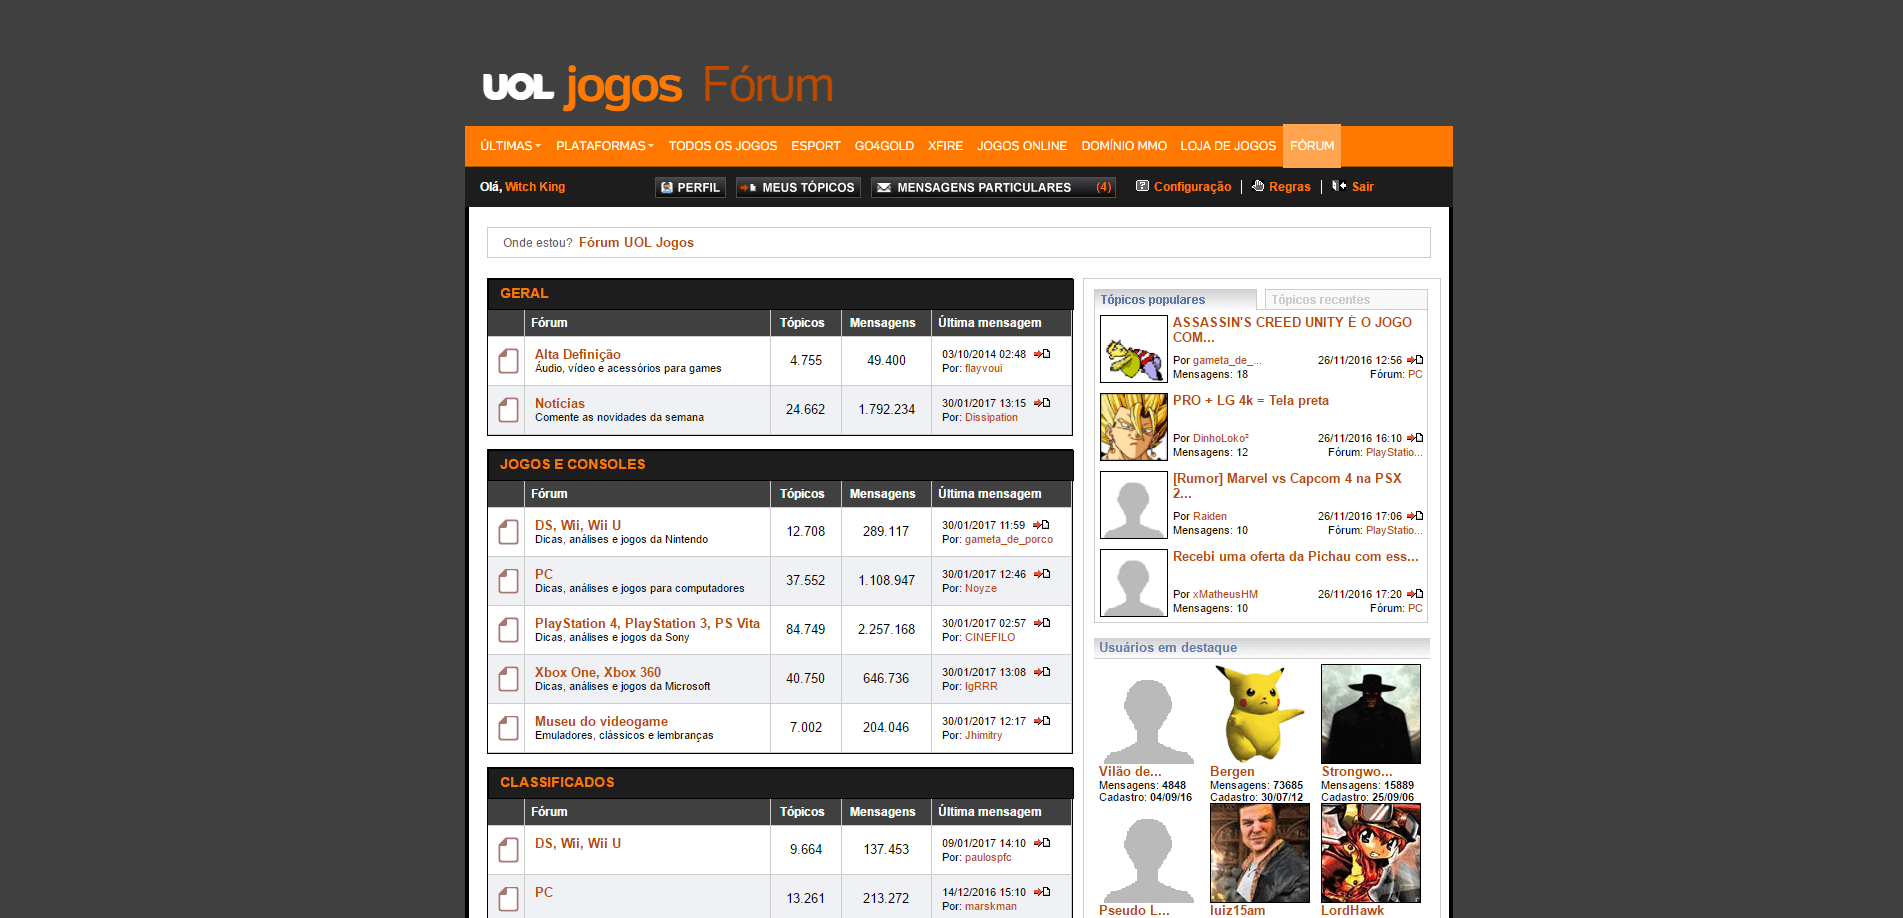 UOL jogos Fórum
ÚLTIMAS PLATAFORMAS TODOS OS JOGOS ESPORT GO4GOLD XFIRE JOGOS ONLINE DOMÍNIO MMO LOJA DE JOGOS FÓRUM
Olá, Witch King PERFIL MEUS TÓPICOS MENSAGENS PARTICULARES (4) Configuração Regras Sair
Onde estou? Fórum UOL Jogos
GERAL
Fórum Tópicos Mensagens Última mensagem
Alta Definição 4.755 49.400 03/10/2014 02:48
Áudio, vídeo e acessórios para games Por: flayvoui
Notícias 24.662 1.792.234 30/01/2017 13:15
Comente as novidades da semana Por: Dissipation
JOGOS E CONSOLES
Fórum Tópicos Mensagens Última mensagem
DS, Wii, Wii U 12.708 289.117 30/01/2017 11:59
Dicas, análises e jogos da Nintendo Por: gameta_de_porco
PC 37.552 1.108.947 30/01/2017 12:46
Dicas, análises e jogos para computadores Por: Noyze
PlayStation 4, PlayStation 3, PS Vita 84.749 2.257.168 30/01/2017 02:57
Dicas, análises e jogos da Sony Por: CINEFILO
Xbox One, Xbox 360 40.750 646.736 30/01/2017 13:08
Dicas, análises e jogos da Microsoft Por: IgRRR
Museu do videogame 7.002 204.046 30/01/2017 12:17
Emuladores, clássicos e lembranças Por: Jhimitry
CLASSIFICADOS
Fórum Tópicos Mensagens Última mensagem
DS, Wii, Wii U 9.664 137.453 09/01/2017 14:10
Por: paulospfc
PC 13.261 213.272 14/12/2016 15:10
Por: marskman
Tópicos populares Tópicos recentes
ASSASSIN'S CREED UNITY É O JOGO
COM...
Por gameta_de_... 26/11/2016 12:56
Mensagens: 18 Fórum: PC
PRO + LG 4k = Tela preta
Por DinhoLoko² 26/11/2016 16:10
Mensagens: 12 Fórum: PlayStatio...
[Rumor] Marvel vs Capcom 4 na PSX
2...
Por Raiden 26/11/2016 17:06
Mensagens: 10 Fórum: PlayStatio...
Recebi uma oferta da Pichau com ess...
Por xMatheusHM 26/11/2016 17:20
Mensagens: 10 Fórum: PC
Usuários em destaque
Vilão de... Bergen Strongwo...
Mensagens: 4848 Mensagens: 73685 Mensagens: 15889
Cadastro: 04/09/16 Cadastro: 30/07/12 Cadastro: 25/09/06
Pseudo L... luiz15am LordHawk